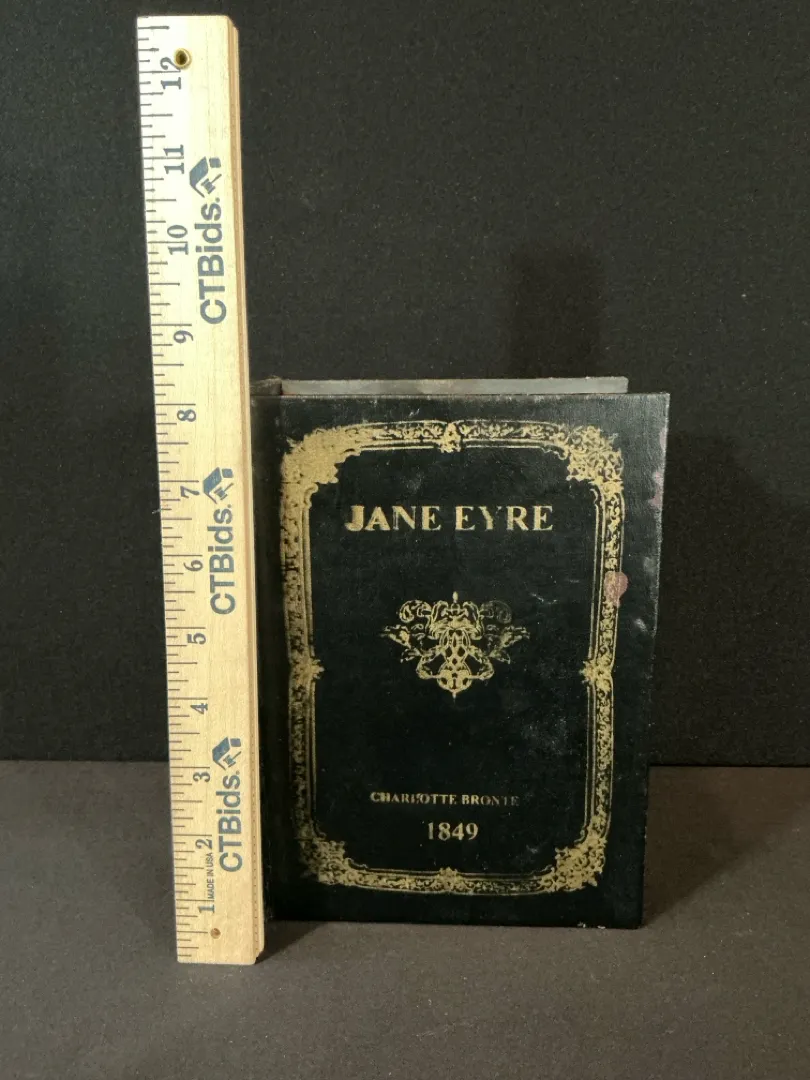 JANE EYRE
CHARLOTTE BRONTE
1849
1 2 3 4 5 6 7 8 9 10 11 12
MADE IN USA
CTBids.
CTBids.
CTBids.